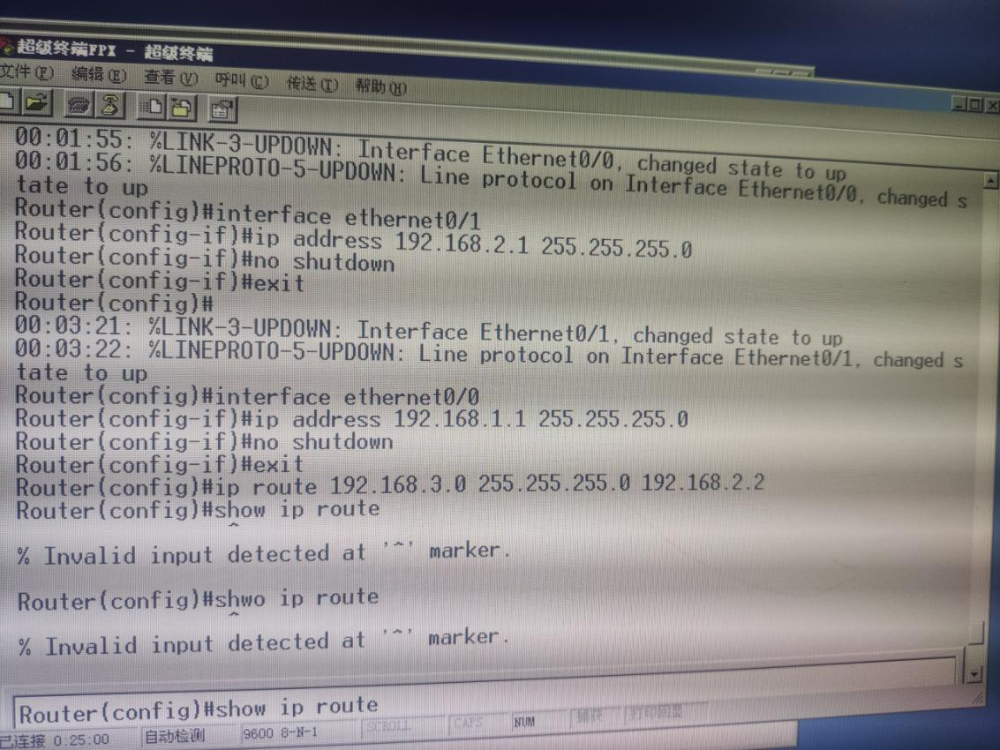 超级终端FPX - 超级终端
文件(F) 编辑(E) 查看(V) 呼叫(C) 传送(T) 帮助(H)
00:01:55: %LINK-3-UPDOWN: Interface Ethernet0/0, changed state to up
00:01:56: %LINEPROTO-5-UPDOWN: Line protocol on Interface Ethernet0/0, changed s
tate to up
Router(config)#interface ethernet0/1
Router(config-if)#ip address 192.168.2.1 255.255.255.0
Router(config-if)#no shutdown
Router(config-if)#exit
Router(config)#
00:03:21: %LINK-3-UPDOWN: Interface Ethernet0/1, changed state to up
00:03:22: %LINEPROTO-5-UPDOWN: Line protocol on Interface Ethernet0/1, changed s
tate to up
Router(config)#interface ethernet0/0
Router(config-if)#ip address 192.168.1.1 255.255.255.0
Router(config-if)#no shutdown
Router(config-if)#exit
Router(config)#ip route 192.168.3.0 255.255.255.0 192.168.2.2
Router(config)#show ip route
^
% Invalid input detected at '^' marker.
Router(config)#shwo ip route
^
% Invalid input detected at '^' marker.
Router(config)#show ip route
已连接 0:25:00 自动检测 9600 8-N-1 SCROLL CAPS NUM 捕获 打印回显